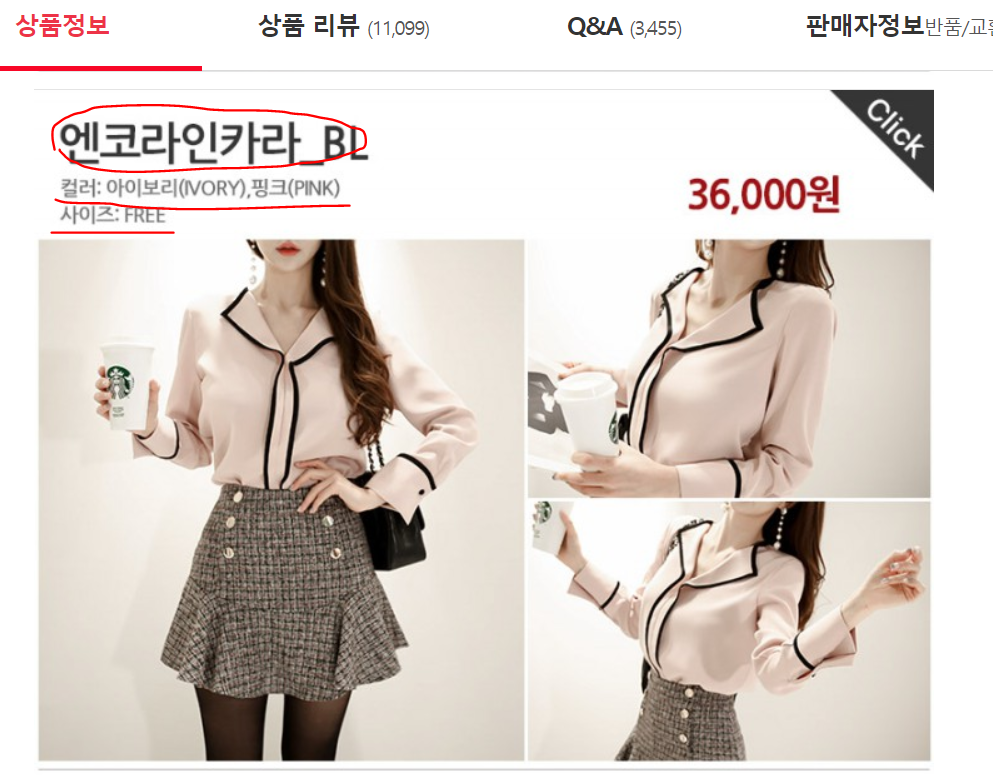 상품정보 상품 리뷰 (11,099) Q&A (3,455) 판매자정보 반품/교환
Click
엔코라인카라_BL
컬러: 아이보리(IVORY),핑크(PINK)
36,000원
사이즈: FREE